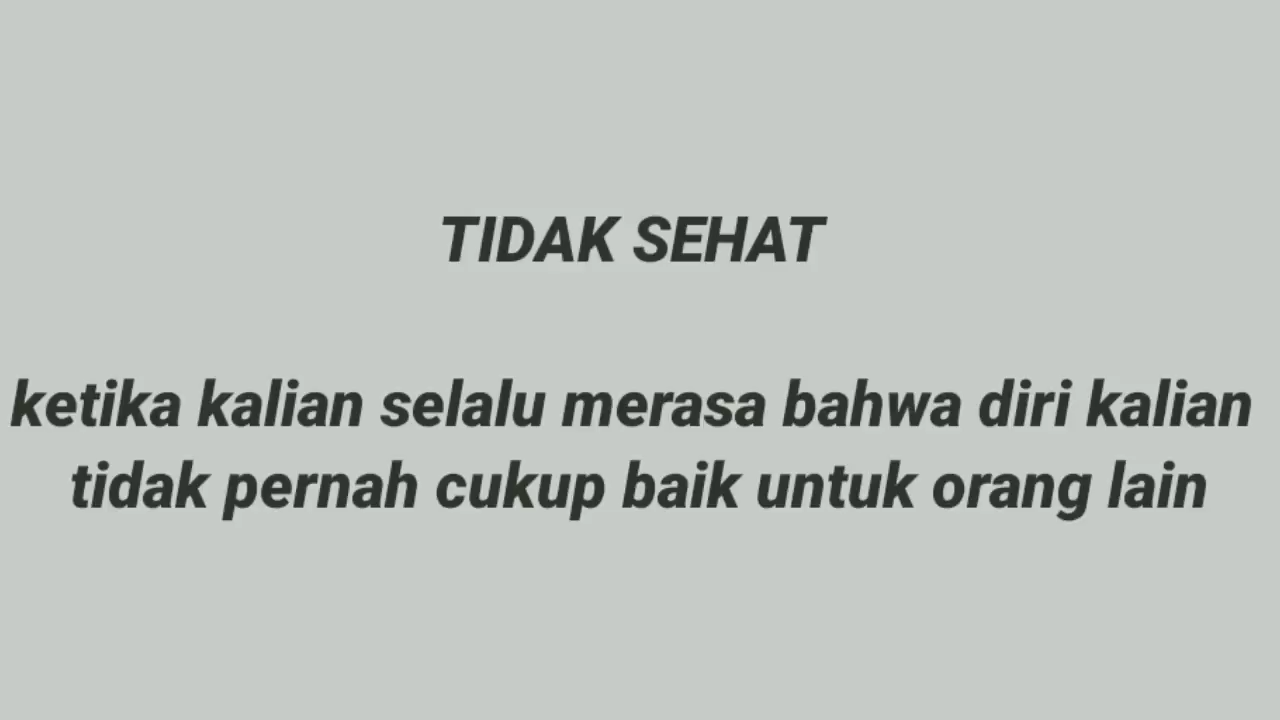 TIDAK SEHAT
ketika kalian selalu merasa bahwa diri kalian
tidak pernah cukup baik untuk orang lain